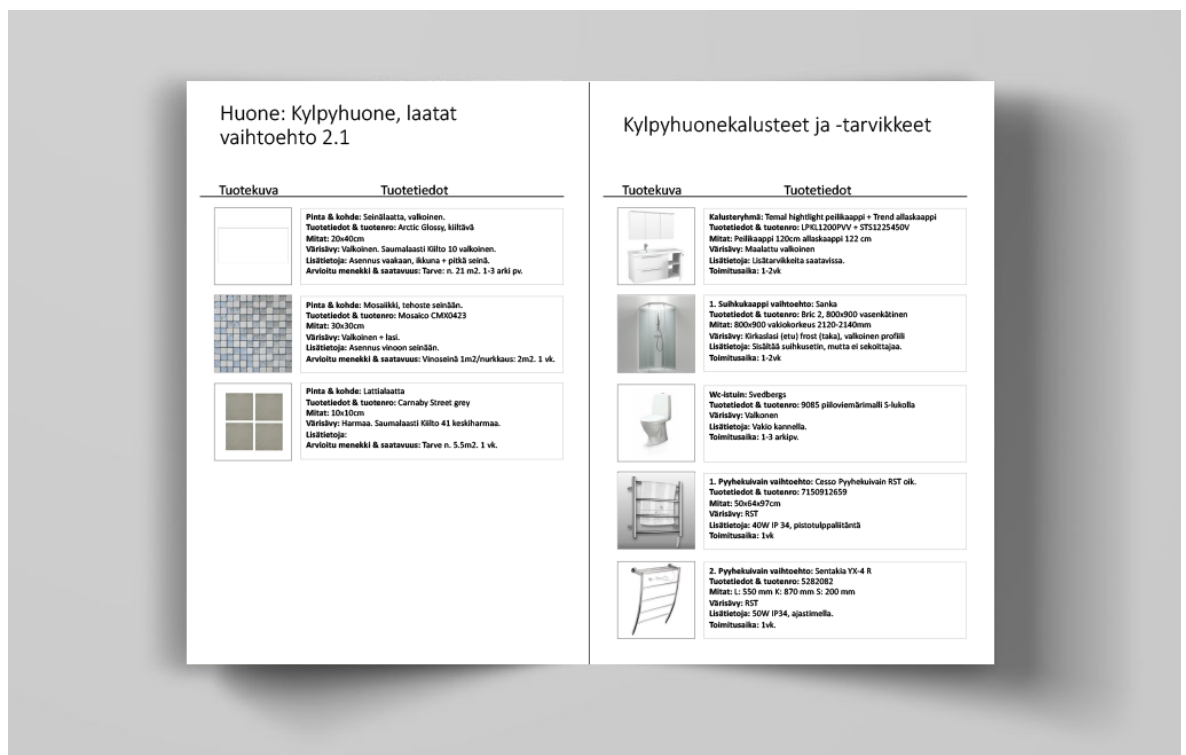 Huone: Kylpyhuone, laatat
vaihtoehto 2.1
Tuotekuva Tuotetiedot
Pinta & kohde: Seinälaatta, valkoinen.
Tuotetiedot & tuotenro: Arctic Glossy, kiiltävä
Mitat: 20x40cm
Värisävy: Valkoinen. Saumalaasti Kiilto 10 valkoinen.
Lisätietoja: Asennus vaakaan, ikkuna + pitkä seinä.
Arvioitu menekki & saatavuus: Tarve: n. 21 m2. 1-3 arki pv.
Pinta & kohde: Mosaiikki, tehoste seinään.
Tuotetiedot & tuotenro: Mosaico CMX0423
Mitat: 30x30cm
Värisävy: Valkoinen + lasi.
Lisätietoja: Asennus vinoon seinään.
Arvioitu menekki & saatavuus: Vinoseinä 1m2/nurkkaus: 2m2. 1 vk.
Pinta & kohde: Lattialaatta
Tuotetiedot & tuotenro: Carnaby Street grey
Mitat: 10x10cm
Värisävy: Harmaa. Saumalaasti Kiilto 41 keskiharmaa.
Lisätietoja:
Arvioitu menekki & saatavuus: Tarve n. 5.5m2. 1 vk.
Kylpyhuonekalusteet ja -tarvikkeet
Tuotekuva Tuotetiedot
Kalusteryhmä: Temal hightlight peilikaappi + Trend allaskaappi
Tuotetiedot & tuotenro: LPKL1200PVV + STS1225450V
Mitat: Peilikaappi 120cm allaskaappi 122 cm
Värisävy: Maalattu valkoinen
Lisätietoja: Lisätarvikkeita saatavissa.
Toimitusaika: 1-2vk
1. Suihkukaappi vaihtoehto: Sanka
Tuotetiedot & tuotenro: Bric 2, 800x900 vasenkätinen
Mitat: 800x900 vakiokorkeus 2120-2140mm
Värisävy: Kirkaslasi (etu) frost (taka), valkoinen profiili
Lisätietoja: Sisältää suihkusetin, mutta ei sekoittajaa.
Toimitusaika: 1-2vk
Wc-istuin: Svedbergs
Tuotetiedot & tuotenro: 9085 piiloviemärimalli S-lukolla
Värisävy: Valkonen
Lisätietoja: Vakio kannella.
Toimitusaika: 1-3 arkipv.
1. Pyyhekuivain vaihtoehto: Cesso Pyyhekuivain RST oik.
Tuotetiedot & tuotenro: 7150912659
Mitat: 50x64x97cm
Värisävy: RST
Lisätietoja: 40W IP 34, pistotulppaliitäntä
Toimitusaika: 1vk
2. Pyyhekuivain vaihtoehto: Sentakia YX-4 R
Tuotetiedot & tuotenro: 5282082
Mitat: L: 550 mm K: 870 mm S: 200 mm
Värisävy: RST
Lisätietoja: 50W IP34, ajastimella.
Toimitusaika: 1vk.